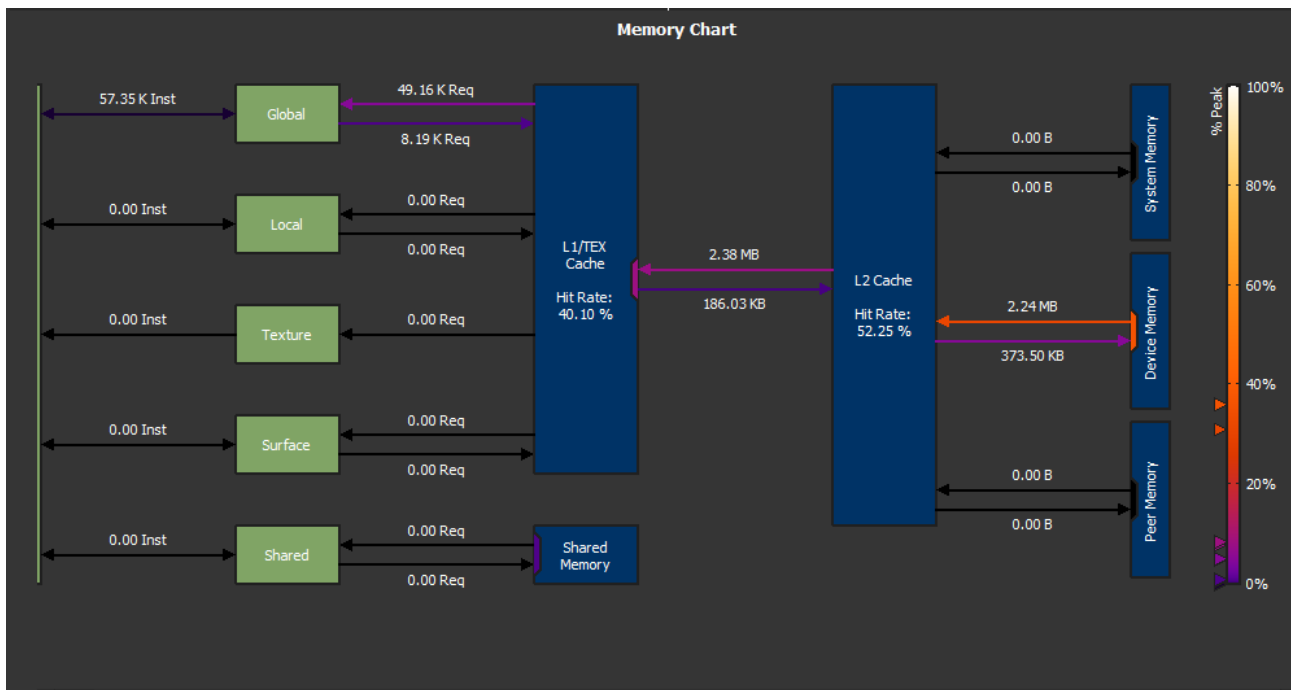 Memory Chart
57.35 K Inst
Global
49.16 K Req
8.19 K Req
0.00 Inst
Local
0.00 Req
0.00 Req
0.00 Inst
Texture
0.00 Req
0.00 Inst
Surface
0.00 Req
0.00 Req
0.00 Inst
Shared
0.00 Req
0.00 Req
L1/TEX
Cache
Hit Rate:
40.10 %
Shared
Memory
2.38 MB
186.03 KB
L2 Cache
Hit Rate:
52.25 %
0.00 B
0.00 B
System Memory
2.24 MB
373.50 KB
Device Memory
0.00 B
0.00 B
Peer Memory
% Peak
100%
80%
60%
40%
20%
0%